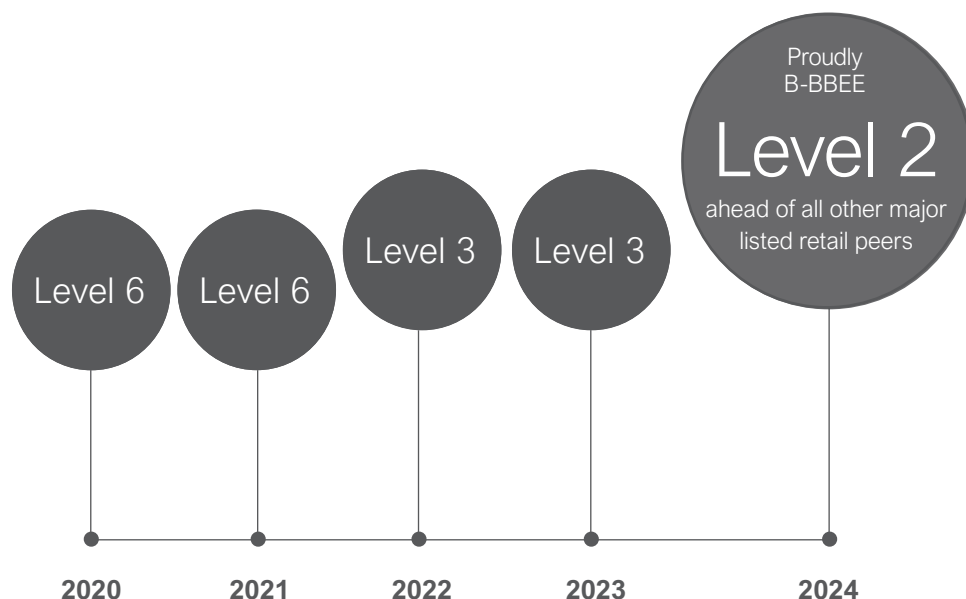 Proudly
B-BBEE
Level 2
ahead of all other major
listed retail peers
Level 6
Level 6
Level 3
Level 3
2020
2021
2022
2023
2024